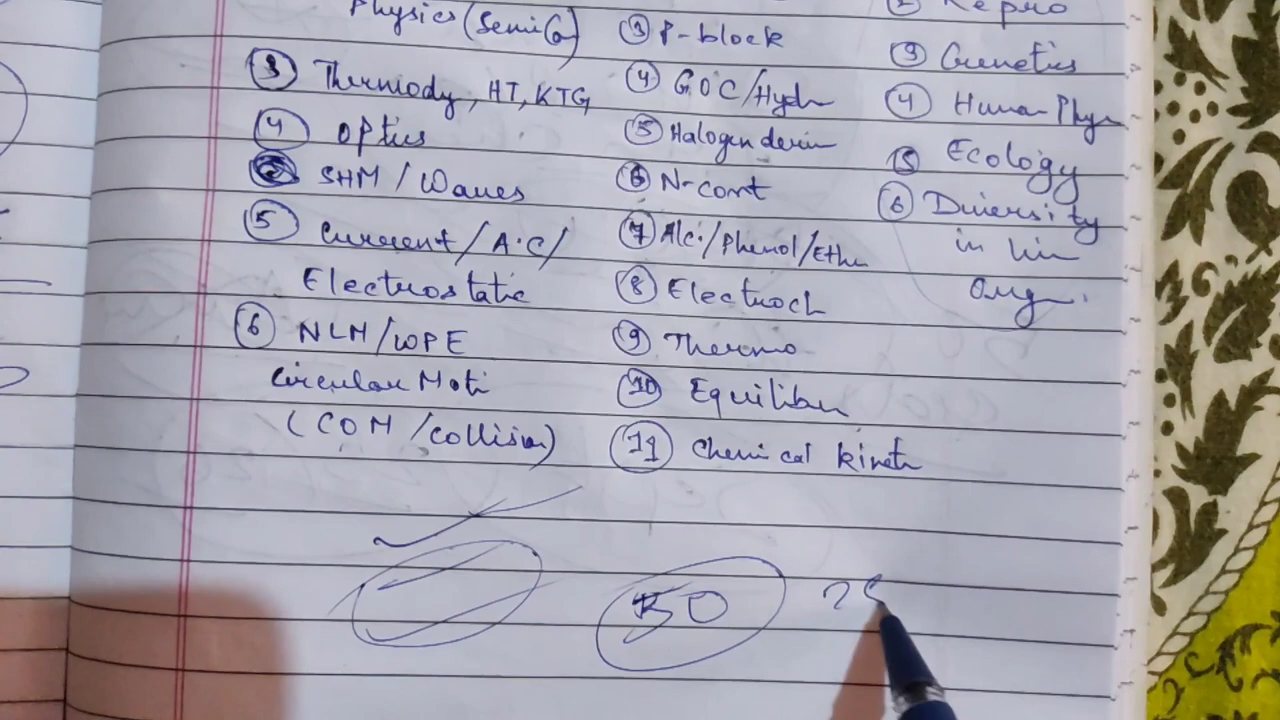 Physics (Semi C)
③ Thermody, HT, KTG
④ Optics
SHM / Waves
⑤ Current / A.C /
Electrostatic
⑥ NLM / WPE
Circular Moti
(COM / Collision)
③ P-block
④ GOC/Hydr
⑤ Halogen deriv
⑥ N-cont
⑦ Alc:/Phenol/Ethe
⑧ Electroch
⑨ Thermo
⑩ Equilibr
⑪ Chemical kinet
② Repro
③ Genetics
④ Human Phys
⑤ Ecology
⑥ Diversity
in liv
Org.
50